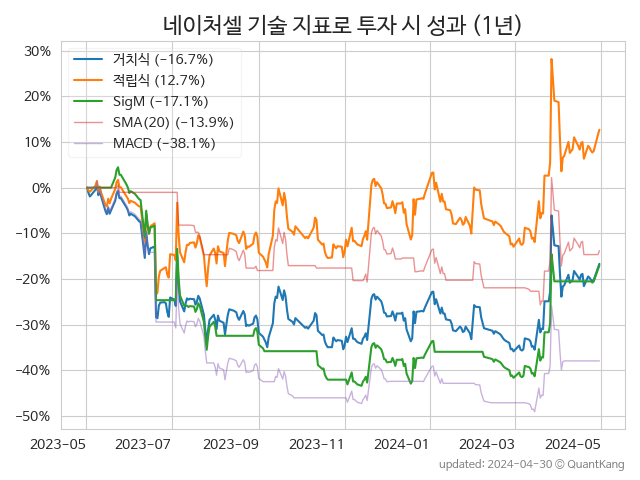 네이처셀 기술 지표로 투자 시 성과 (1년)
30%
20%
10%
0%
−10%
−20%
−30%
−40%
−50%
거치식 (−16.7%)
적립식 (12.7%)
SigM (−17.1%)
SMA(20) (−13.9%)
MACD (−38.1%)
2023-05 2023-07 2023-09 2023-11 2024-01 2024-03 2024-05
updated: 2024-04-30 © QuantKang